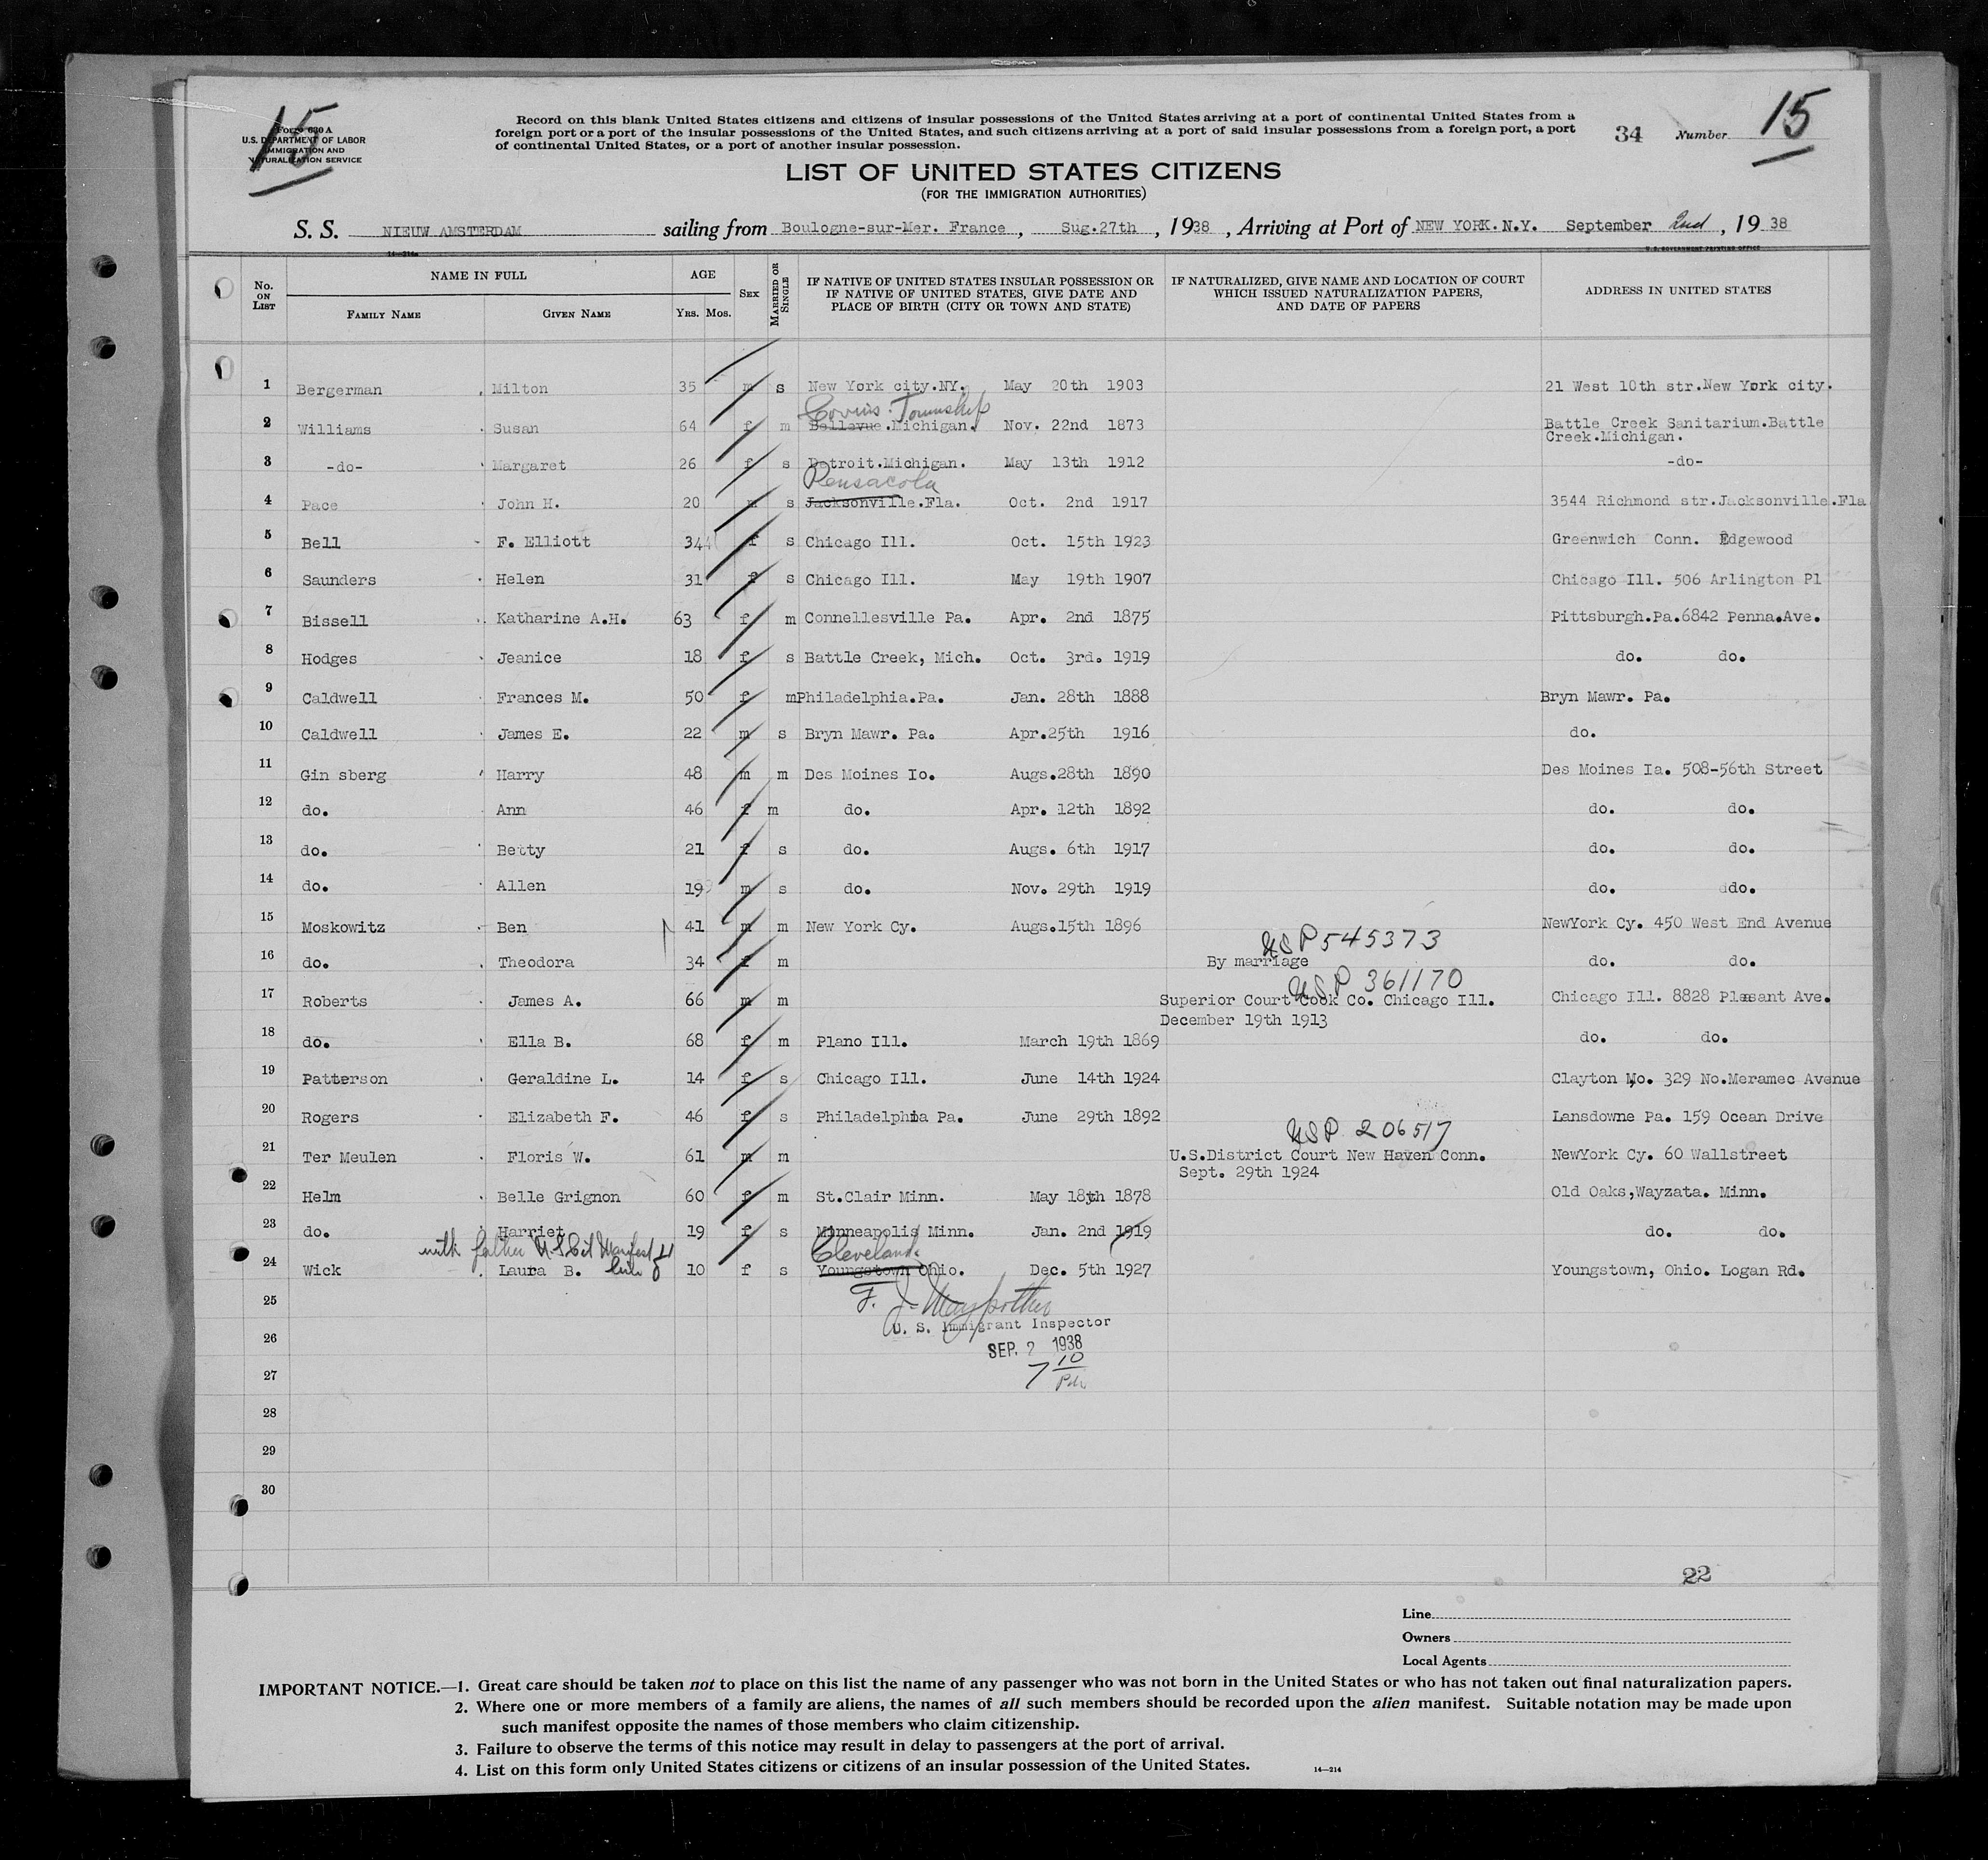 15
Form 630 A
U.S. DEPARTMENT OF LABOR
IMMIGRATION AND
NATURALIZATION SERVICE
Record on this blank United States citizens and citizens of insular possessions of the United States arriving at a port of continental United States from a
foreign port or a port of the insular possessions of the United States, and such citizens arriving at a port of said insular possessions from a foreign port, a port
of continental United States, or a port of another insular possession.
34 Number 15
LIST OF UNITED STATES CITIZENS
(FOR THE IMMIGRATION AUTHORITIES)
S. S. NIEUW AMSTERDAM sailing from Boulogne-sur-Mer. France, Sug.27th, 1938, Arriving at Port of NEW YORK.N.Y. September 2nd, 1938
14—214a U.S. GOVERNMENT PRINTING OFFICE
No. ON LIST NAME IN FULL FAMILY NAME GIVEN NAME AGE YRS. MOS. SEX MARRIED OR SINGLE IF NATIVE OF UNITED STATES INSULAR POSSESSION OR IF NATIVE OF UNITED STATES, GIVE DATE AND PLACE OF BIRTH (CITY OR TOWN AND STATE) IF NATURALIZED, GIVE NAME AND LOCATION OF COURT WHICH ISSUED NATURALIZATION PAPERS, AND DATE OF PAPERS ADDRESS IN UNITED STATES
1 Bergerman , Milton 35 m s New York city.NY. May 20th 1903 21 West 10th str.New York city.
Township
2 Williams . Susan 64 f m Bellevue.Michigan. Nov. 22nd 1873 Battle Creek Sanitarium.Battle
Creek.Michigan.
3 -do- Margaret 26 f s Detroit.Michigan. May 13th 1912 -do-
Pensacola
4 Pace John H. 20 m s Jacksonville.Fla. Oct. 2nd 1917 3544 Richmond str.Jacksonville.Fla
5 Bell - F. Elliott 34 f s Chicago Ill. Oct. 15th 1923 Greenwich Conn. Edgewood
6 Saunders . Helen 31 f s Chicago Ill. May 19th 1907 Chicago Ill. 506 Arlington Pl
7 Bissell . Katharine A.H. 63 f m Connellesville Pa. Apr. 2nd 1875 Pittsburgh.Pa.6842 Penna.Ave.
8 Hodges . Jeanice 18 f s Battle Creek, Mich. Oct. 3rd. 1919 do. do.
9 Caldwell . Frances M. 50 f m Philadelphia.Pa. Jan. 28th 1888 Bryn Mawr. Pa.
10 Caldwell . James E. 22 m s Bryn Mawr. Pa. Apr.25th 1916 do.
11 Gin sberg Harry 48 m m Des Moines Io. Augs.28th 1890 Des Moines Ia. 508-56th Street
12 do. Ann 46 f m do. Apr. 12th 1892 do. do.
13 do. Betty 21 f s do. Augs. 6th 1917 do. do.
14 do. Allen 19 m s do. Nov. 29th 1919 do. do.
15 Moskowitz . Ben 41 m m New York Cy. Augs.15th 1896 NewYork Cy. 450 West End Avenue
USP 545373
16 do. . Theodora 34 f m By marriage do. do.
U.S.P. 361170
17 Roberts . James A. 66 m m Superior Court Cook Co. Chicago Ill. Chicago Ill. 8828 Pleasant Ave.
December 19th 1913
18 do. Ella B. 68 f m Plano Ill. March 19th 1869 do. do.
19 Patterson . Geraldine L. 14 f s Chicago Ill. June 14th 1924 Clayton Mo. 329 No.Meramec Avenue
20 Rogers . Elizabeth F. 46 f s Philadelphia Pa. June 29th 1892 Lansdowne Pa. 159 Ocean Drive
USP. 206517
21 Ter Meulen . Floris W. 61 m m U.S.District Court New Haven Conn. NewYork Cy. 60 Wallstreet
Sept. 29th 1924
22 Helm . Belle Grignon 60 f m St.Clair Minn. May 18th 1878 Old Oaks,Wayzata. Minn.
23 do. Harriet 19 f s Minneapolis Minn. Jan. 2nd 1919 do. do.
with father U.S Cit Manifest Cleveland
24 Wick . Laura B. 10 f s Youngstown Ohio. Dec. 5th 1927 Youngstown, Ohio. Logan Rd.
25
U. S. Immigrant Inspector
26
SEP. 2 1938
7 10
27
28
29
30
22
Line
Owners
Local Agents
IMPORTANT NOTICE.—1. Great care should be taken not to place on this list the name of any passenger who was not born in the United States or who has not taken out final naturalization papers.
2. Where one or more members of a family are aliens, the names of all such members should be recorded upon the alien manifest. Suitable notation may be made upon
such manifest opposite the names of those members who claim citizenship.
3. Failure to observe the terms of this notice may result in delay to passengers at the port of arrival.
4. List on this form only United States citizens or citizens of an insular possession of the United States. 14—214